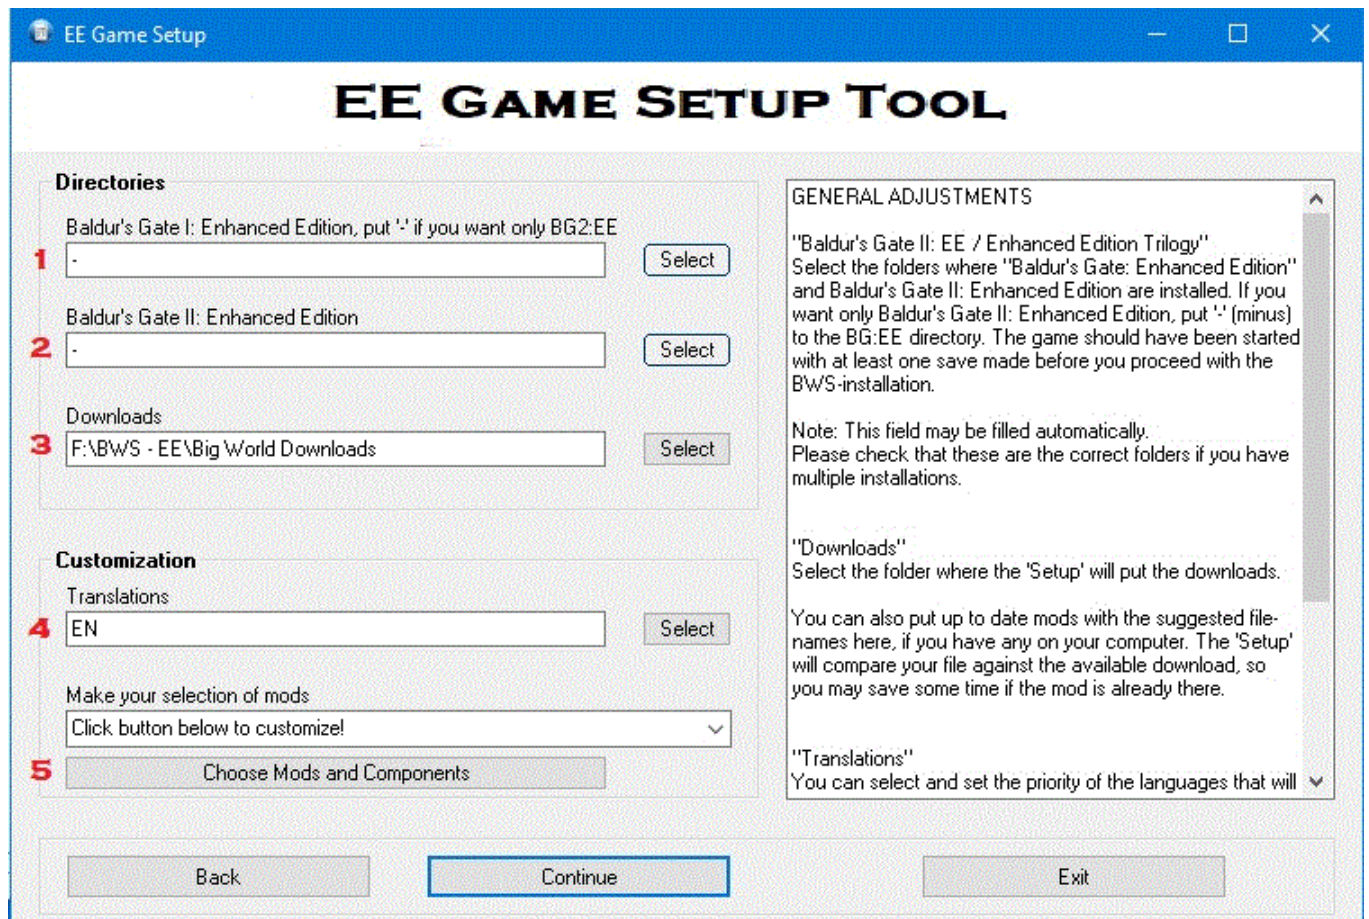 EE Game Setup
EE GAME SETUP TOOL
Directories
Baldur's Gate I: Enhanced Edition, put '-' if you want only BG2:EE
1
-
Select
Baldur's Gate II: Enhanced Edition
2
-
Select
Downloads
3
F:\BWS - EE\Big World Downloads
Select
Customization
Translations
4
EN
Select
Make your selection of mods
Click button below to customize!
5
Choose Mods and Components
GENERAL ADJUSTMENTS
"Baldur's Gate II: EE / Enhanced Edition Trilogy"
Select the folders where "Baldur's Gate: Enhanced Edition"
and Baldur's Gate II: Enhanced Edition are installed. If you
want only Baldur's Gate II: Enhanced Edition, put '-' (minus)
to the BG:EE directory. The game should have been started
with at least one save made before you proceed with the
BWS-installation.
Note: This field may be filled automatically.
Please check that these are the correct folders if you have
multiple installations.
"Downloads"
Select the folder where the 'Setup' will put the downloads.
You can also put up to date mods with the suggested file-
names here, if you have any on your computer. The 'Setup'
will compare your file against the available download, so
you may save some time if the mod is already there.
"Translations"
You can select and set the priority of the languages that will
Back
Continue
Exit